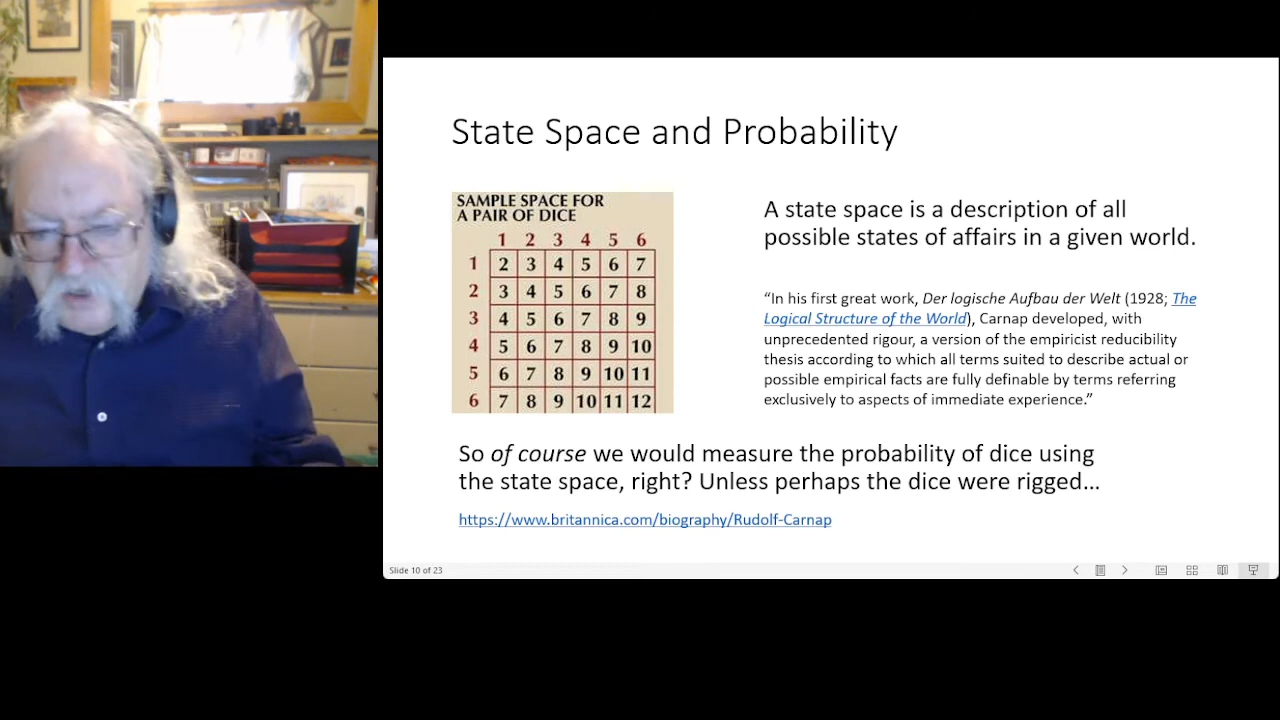 State Space and Probability
SAMPLE SPACE FOR
A PAIR OF DICE
1 2 3 4 5 6
1 2 3 4 5 6 7
2 3 4 5 6 7 8
3 4 5 6 7 8 9
4 5 6 7 8 9 10
5 6 7 8 9 10 11
6 7 8 9 10 11 12
A state space is a description of all
possible states of affairs in a given world.
“In his first great work, Der logische Aufbau der Welt (1928; The
Logical Structure of the World), Carnap developed, with
unprecedented rigour, a version of the empiricist reducibility
thesis according to which all terms suited to describe actual or
possible empirical facts are fully definable by terms referring
exclusively to aspects of immediate experience.”
So of course we would measure the probability of dice using
the state space, right? Unless perhaps the dice were rigged…
https://www.britannica.com/biography/Rudolf-Carnap
Slide 10 of 23